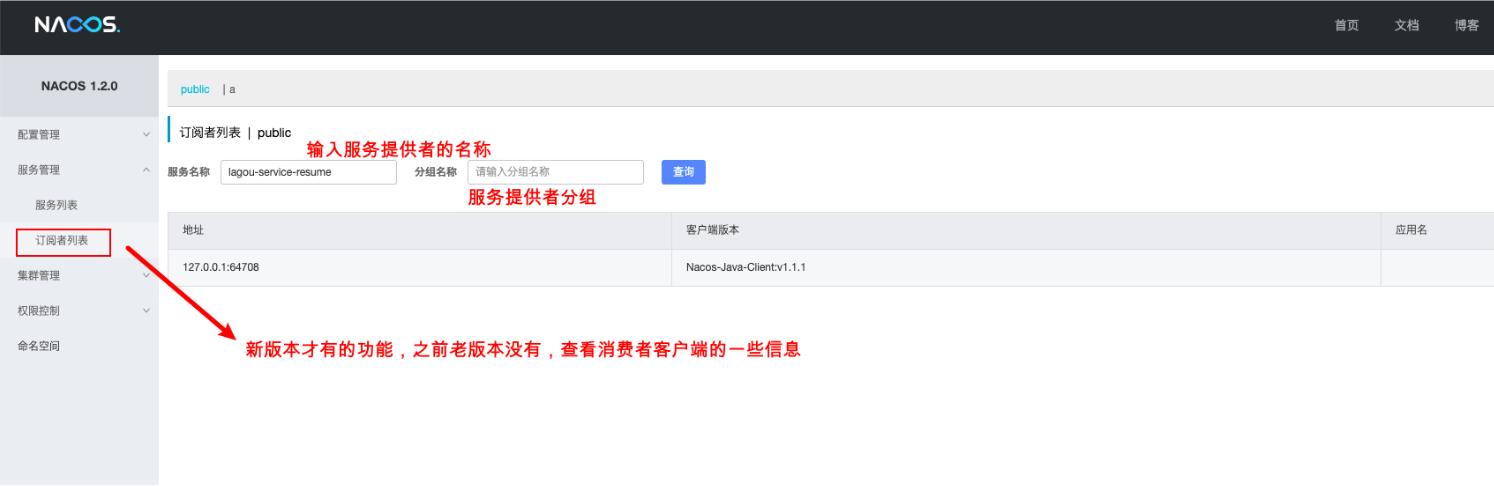 NACOS.
首页 文档 博客
NACOS 1.2.0
public | a
配置管理
订阅者列表 | public
输入服务提供者的名称
服务管理
服务名称 lagou-service-resume 分组名称 请输入分组名称 查询
服务提供者分组
服务列表
地址 客户端版本 应用名
订阅者列表
127.0.0.1:64708 Nacos-Java-Client:v1.1.1
集群管理
权限控制
命名空间
新版本才有的功能，之前老版本没有，查看消费者客户端的一些信息